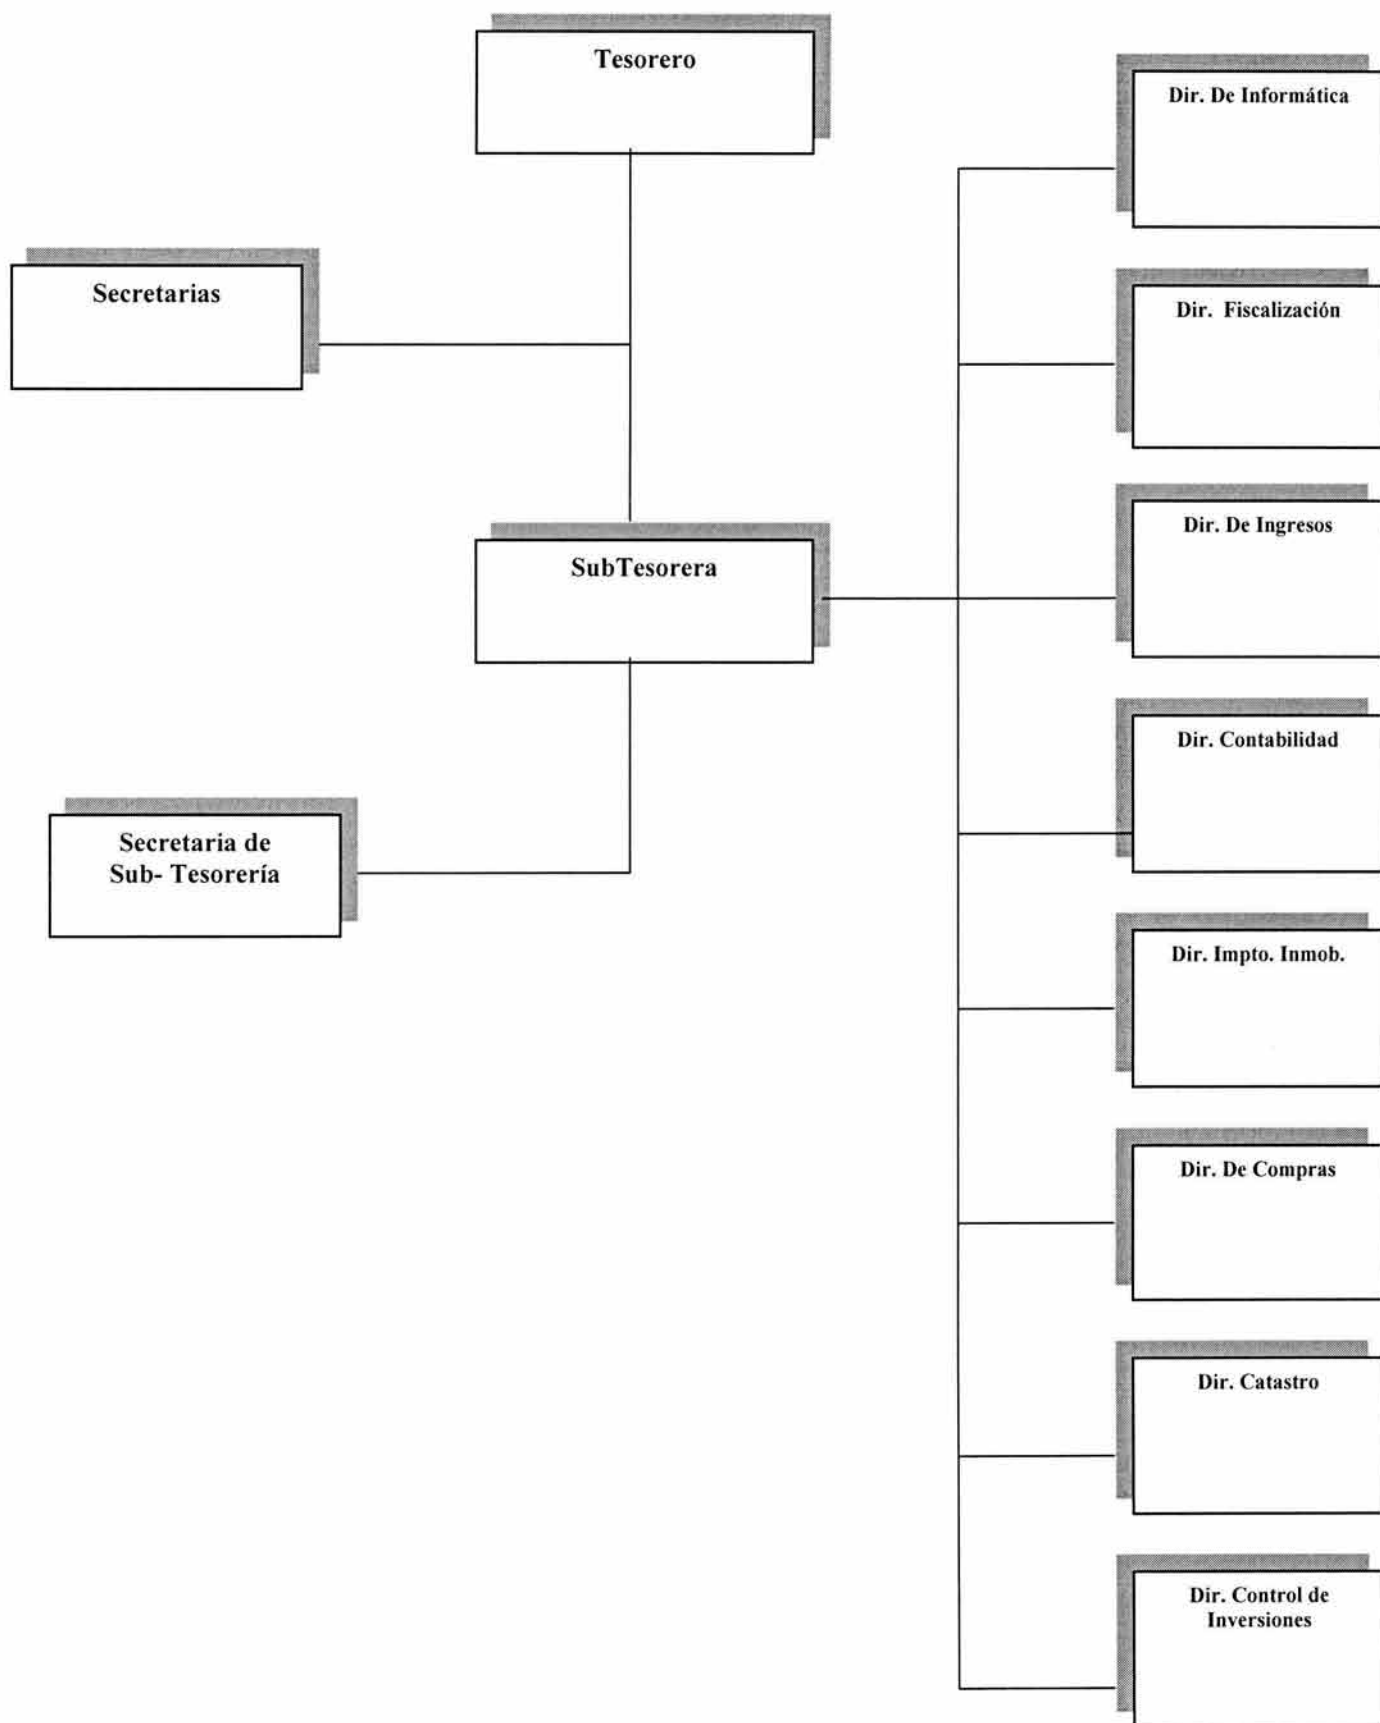 Tesorero
Dir. De Informática
Secretarias
Dir. Fiscalización
Dir. De Ingresos
SubTesorera
Dir. Contabilidad
Secretaria de
Sub- Tesorería
Dir. Impto. Inmob.
Dir. De Compras
Dir. Catastro
Dir. Control de
Inversiones